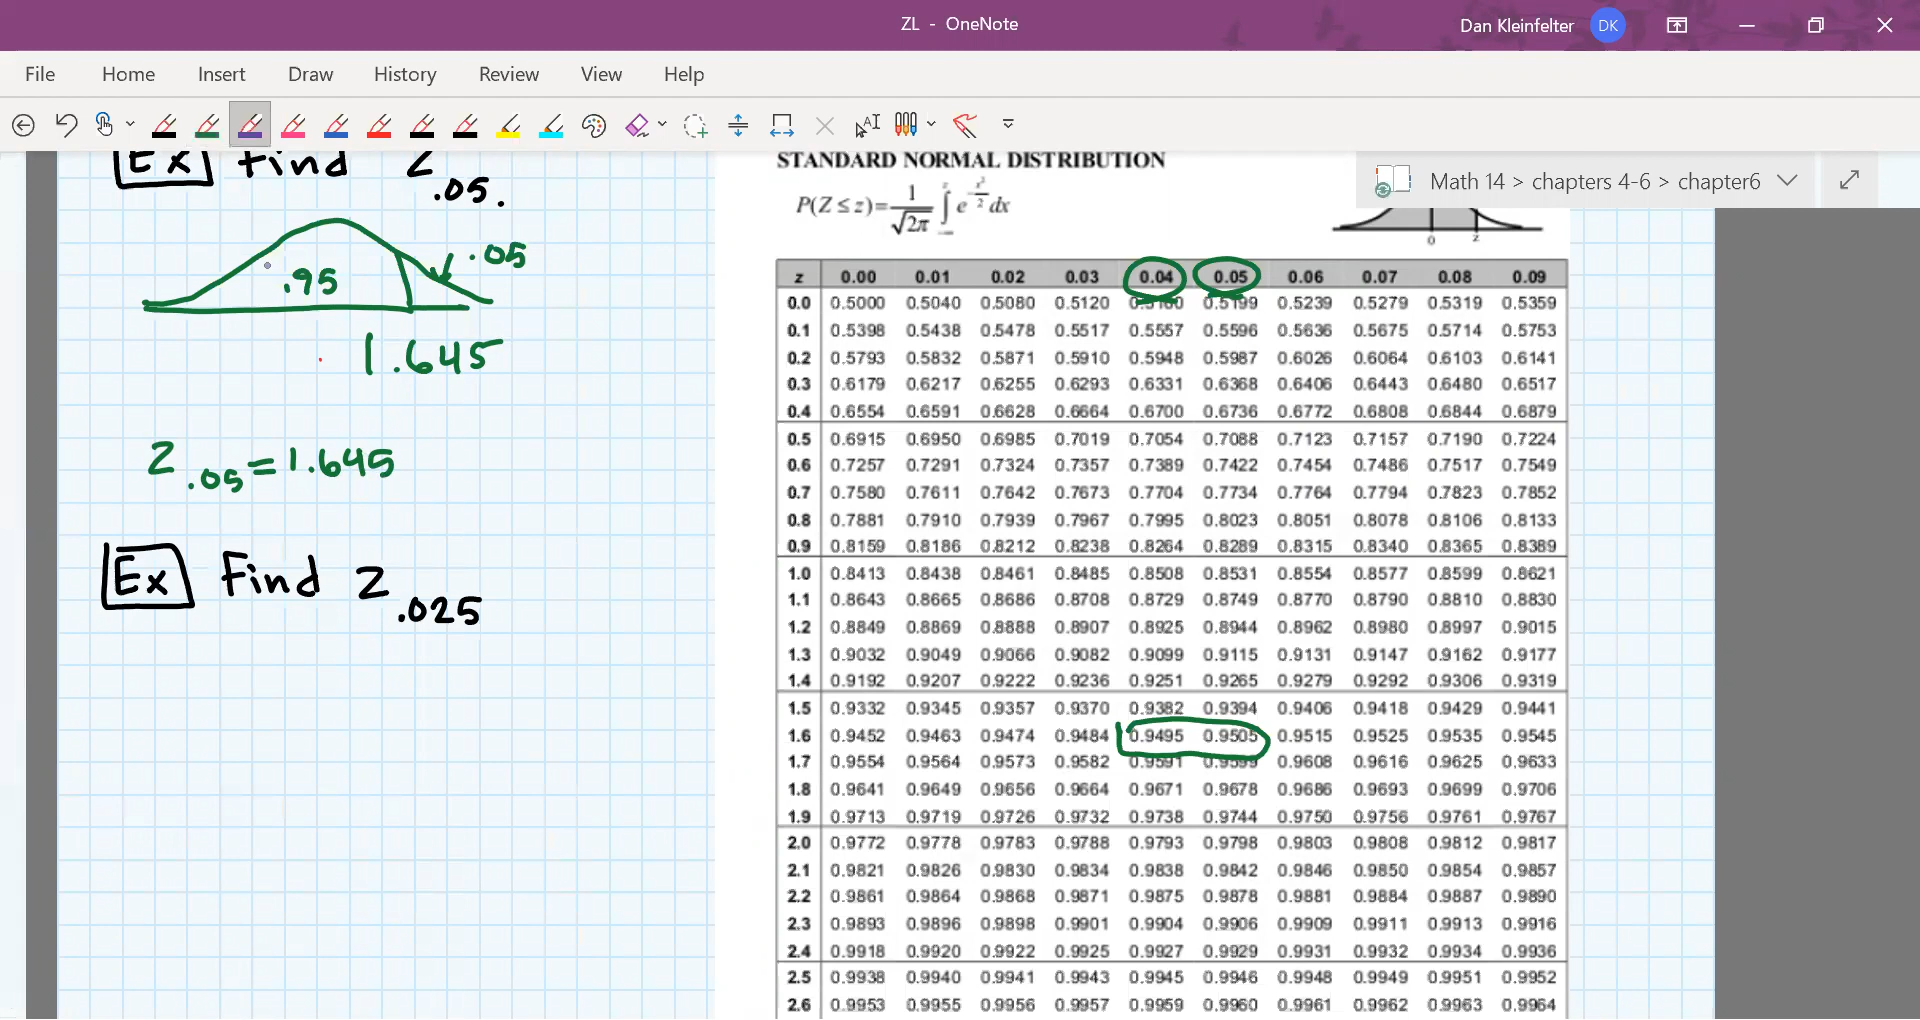 ZL - OneNote
Dan Kleinfelter DK
File Home Insert Draw History Review View Help
Math 14 > chapters 4-6 > chapter6
Ex Find Z .05.
.95
.05
1.645
Z .05 = 1.645
Ex Find Z .025
STANDARD NORMAL DISTRIBUTION
P(Z ≤ z)= 1/√2π ∫ e x²/2 dx
0 z
z 0.00 0.01 0.02 0.03 0.04 0.05 0.06 0.07 0.08 0.09
0.0 0.5000 0.5040 0.5080 0.5120 0.5160 0.5199 0.5239 0.5279 0.5319 0.5359
0.1 0.5398 0.5438 0.5478 0.5517 0.5557 0.5596 0.5636 0.5675 0.5714 0.5753
0.2 0.5793 0.5832 0.5871 0.5910 0.5948 0.5987 0.6026 0.6064 0.6103 0.6141
0.3 0.6179 0.6217 0.6255 0.6293 0.6331 0.6368 0.6406 0.6443 0.6480 0.6517
0.4 0.6554 0.6591 0.6628 0.6664 0.6700 0.6736 0.6772 0.6808 0.6844 0.6879
0.5 0.6915 0.6950 0.6985 0.7019 0.7054 0.7088 0.7123 0.7157 0.7190 0.7224
0.6 0.7257 0.7291 0.7324 0.7357 0.7389 0.7422 0.7454 0.7486 0.7517 0.7549
0.7 0.7580 0.7611 0.7642 0.7673 0.7704 0.7734 0.7764 0.7794 0.7823 0.7852
0.8 0.7881 0.7910 0.7939 0.7967 0.7995 0.8023 0.8051 0.8078 0.8106 0.8133
0.9 0.8159 0.8186 0.8212 0.8238 0.8264 0.8289 0.8315 0.8340 0.8365 0.8389
1.0 0.8413 0.8438 0.8461 0.8485 0.8508 0.8531 0.8554 0.8577 0.8599 0.8621
1.1 0.8643 0.8665 0.8686 0.8708 0.8729 0.8749 0.8770 0.8790 0.8810 0.8830
1.2 0.8849 0.8869 0.8888 0.8907 0.8925 0.8944 0.8962 0.8980 0.8997 0.9015
1.3 0.9032 0.9049 0.9066 0.9082 0.9099 0.9115 0.9131 0.9147 0.9162 0.9177
1.4 0.9192 0.9207 0.9222 0.9236 0.9251 0.9265 0.9279 0.9292 0.9306 0.9319
1.5 0.9332 0.9345 0.9357 0.9370 0.9382 0.9394 0.9406 0.9418 0.9429 0.9441
1.6 0.9452 0.9463 0.9474 0.9484 0.9495 0.9505 0.9515 0.9525 0.9535 0.9545
1.7 0.9554 0.9564 0.9573 0.9582 0.9591 0.9599 0.9608 0.9616 0.9625 0.9633
1.8 0.9641 0.9649 0.9656 0.9664 0.9671 0.9678 0.9686 0.9693 0.9699 0.9706
1.9 0.9713 0.9719 0.9726 0.9732 0.9738 0.9744 0.9750 0.9756 0.9761 0.9767
2.0 0.9772 0.9778 0.9783 0.9788 0.9793 0.9798 0.9803 0.9808 0.9812 0.9817
2.1 0.9821 0.9826 0.9830 0.9834 0.9838 0.9842 0.9846 0.9850 0.9854 0.9857
2.2 0.9861 0.9864 0.9868 0.9871 0.9875 0.9878 0.9881 0.9884 0.9887 0.9890
2.3 0.9893 0.9896 0.9898 0.9901 0.9904 0.9906 0.9909 0.9911 0.9913 0.9916
2.4 0.9918 0.9920 0.9922 0.9925 0.9927 0.9929 0.9931 0.9932 0.9934 0.9936
2.5 0.9938 0.9940 0.9941 0.9943 0.9945 0.9946 0.9948 0.9949 0.9951 0.9952
2.6 0.9953 0.9955 0.9956 0.9957 0.9959 0.9960 0.9961 0.9962 0.9963 0.9964